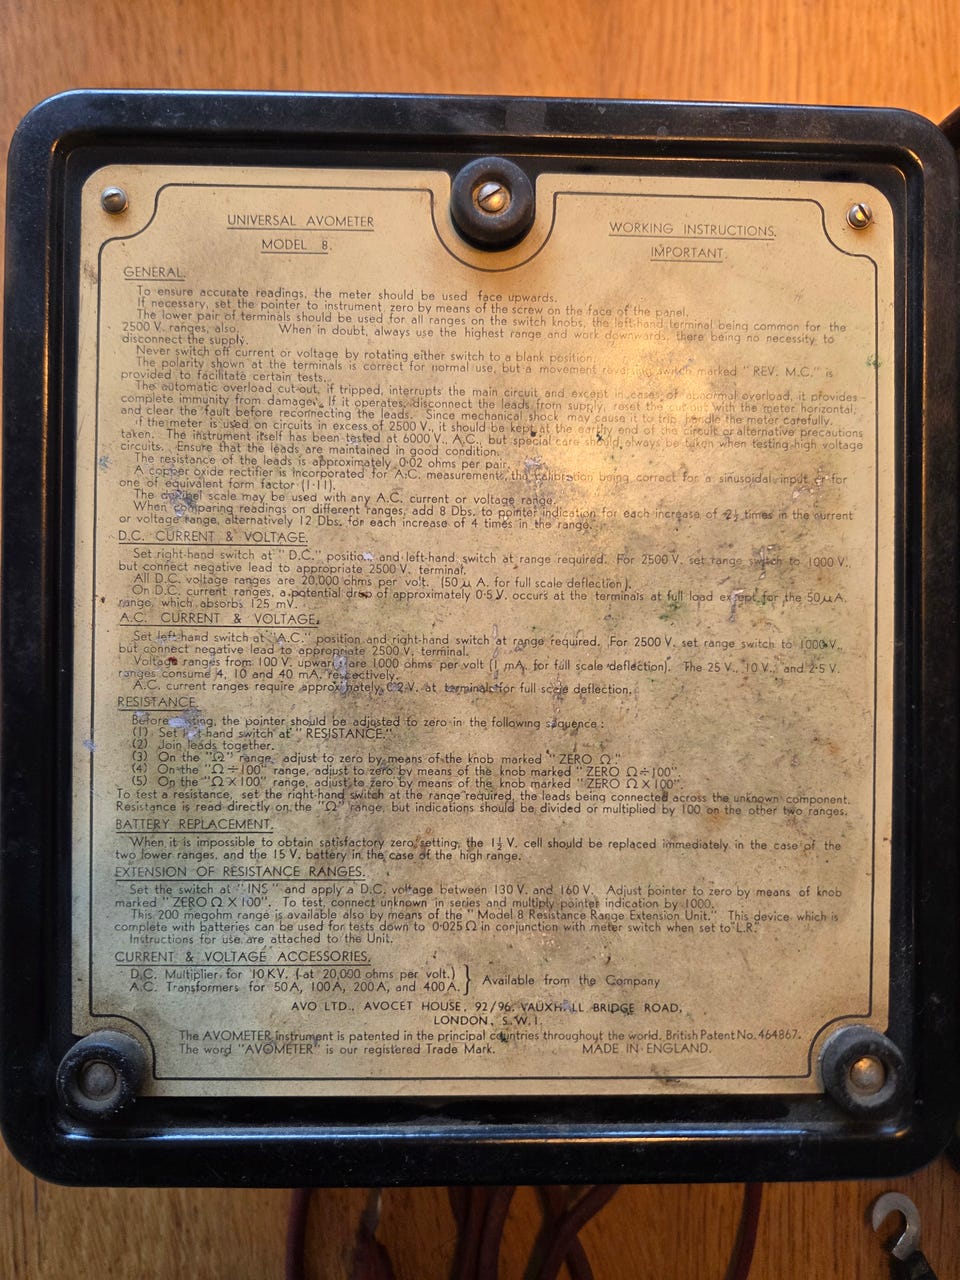 UNIVERSAL AVOMETER
MODEL 8.
WORKING INSTRUCTIONS.
IMPORTANT.
GENERAL.
To ensure accurate readings, the meter should be used face upwards.
If necessary, set the pointer to instrument zero by means of the screw on the face of the panel.
The lower pair of terminals should be used for all ranges on the switch knobs, the left-hand terminal being common for the
2500 V. ranges, also. When in doubt, always use the highest range and work downwards, there being no necessity to
disconnect the supply.
Never switch off current or voltage by rotating either switch to a blank position.
The polarity shown at the terminals is correct for normal use, but a movement reversing switch marked "REV. M.C." is
provided to facilitate certain tests.
The automatic overload cut-out, if tripped, interrupts the main circuit and except in cases of abnormal overload, it provides
complete immunity from damage. If it operates, disconnect the leads from supply, reset the cut-out with the meter horizontal,
and clear the fault before reconnecting the leads. Since mechanical shock may cause it to trip, handle the meter carefully.
If the meter is used on circuits in excess of 2500 V., it should be kept at the earthy end of the circuit or alternative precautions
taken. The instrument itself has been tested at 6000 V., A.C., but special care should always be taken when testing high voltage
circuits. Ensure that the leads are maintained in good condition.
The resistance of the leads is approximately 0·02 ohms per pair.
A copper oxide rectifier is incorporated for A.C. measurements, the calibration being correct for a sinusoidal input or for
one of equivalent form factor (1·11).
The decibel scale may be used with any A.C. current or voltage range.
When comparing readings on different ranges, add 8 Dbs. to pointer indication for each increase of 2½ times in the current
or voltage range, alternatively 12 Dbs. for each increase of 4 times in the range.
D.C. CURRENT & VOLTAGE.
Set right-hand switch at "D.C." position and left-hand switch at range required. For 2500 V. set range switch to 1000 V.,
but connect negative lead to appropriate 2500 V. terminal.
All D.C. voltage ranges are 20,000 ohms per volt. (50 µ A. for full scale deflection).
On D.C. current ranges, a potential drop of approximately 0·5 V. occurs at the terminals at full load except for the 50µA.
range, which absorbs 125 mV.
A.C. CURRENT & VOLTAGE.
Set left-hand switch at "A.C." position and right-hand switch at range required. For 2500 V. set range switch to 1000 V.,
but connect negative lead to appropriate 2500 V. terminal.
Voltage ranges from 100 V. upward are 1000 ohms per volt (1 mA. for full scale deflection). The 25 V., 10 V., and 2·5 V.
ranges consume 4, 10 and 40 mA. respectively.
A.C. current ranges require approximately 0·2 V. at terminals for full scale deflection.
RESISTANCE.
Before testing, the pointer should be adjusted to zero in the following sequence :
(1) Set left-hand switch at "RESISTANCE."
(2) Join leads together.
(3) On the "Ω" range, adjust to zero by means of the knob marked "ZERO Ω."
(4) On the "Ω÷100" range, adjust to zero by means of the knob marked "ZERO Ω÷100".
(5) On the "Ω×100" range, adjust to zero by means of the knob marked "ZERO Ω X 100".
To test a resistance, set the right-hand switch at the range required, the leads being connected across the unknown component.
Resistance is read directly on the "Ω" range, but indications should be divided or multiplied by 100 on the other two ranges.
BATTERY REPLACEMENT.
When it is impossible to obtain satisfactory zero setting, the 1½ V. cell should be replaced immediately in the case of the
two lower ranges, and the 15 V. battery in the case of the high range.
EXTENSION OF RESISTANCE RANGES.
Set the switch at "INS" and apply a D.C. voltage between 130 V. and 160 V. Adjust pointer to zero by means of knob
marked "ZERO Ω X 100". To test, connect unknown in series and multiply pointer indication by 1000.
This 200 megohm range is available also by means of the "Model 8 Resistance Range Extension Unit." This device which is
complete with batteries can be used for tests down to 0·025 Ω in conjunction with meter switch when set to "L.R."
Instructions for use are attached to the Unit.
CURRENT & VOLTAGE ACCESSORIES.
D.C. Multiplier for 10 KV. (at 20,000 ohms per volt.)
A.C. Transformers for 50 A, 100 A, 200 A, and 400 A.
Available from the Company
AVO LTD., AVOCET HOUSE, 92/96, VAUXHALL BRIDGE ROAD,
LONDON, S.W.1.
The AVOMETER instrument is patented in the principal countries throughout the world. British Patent No. 464867.
The word "AVOMETER" is our registered Trade Mark. MADE IN ENGLAND.